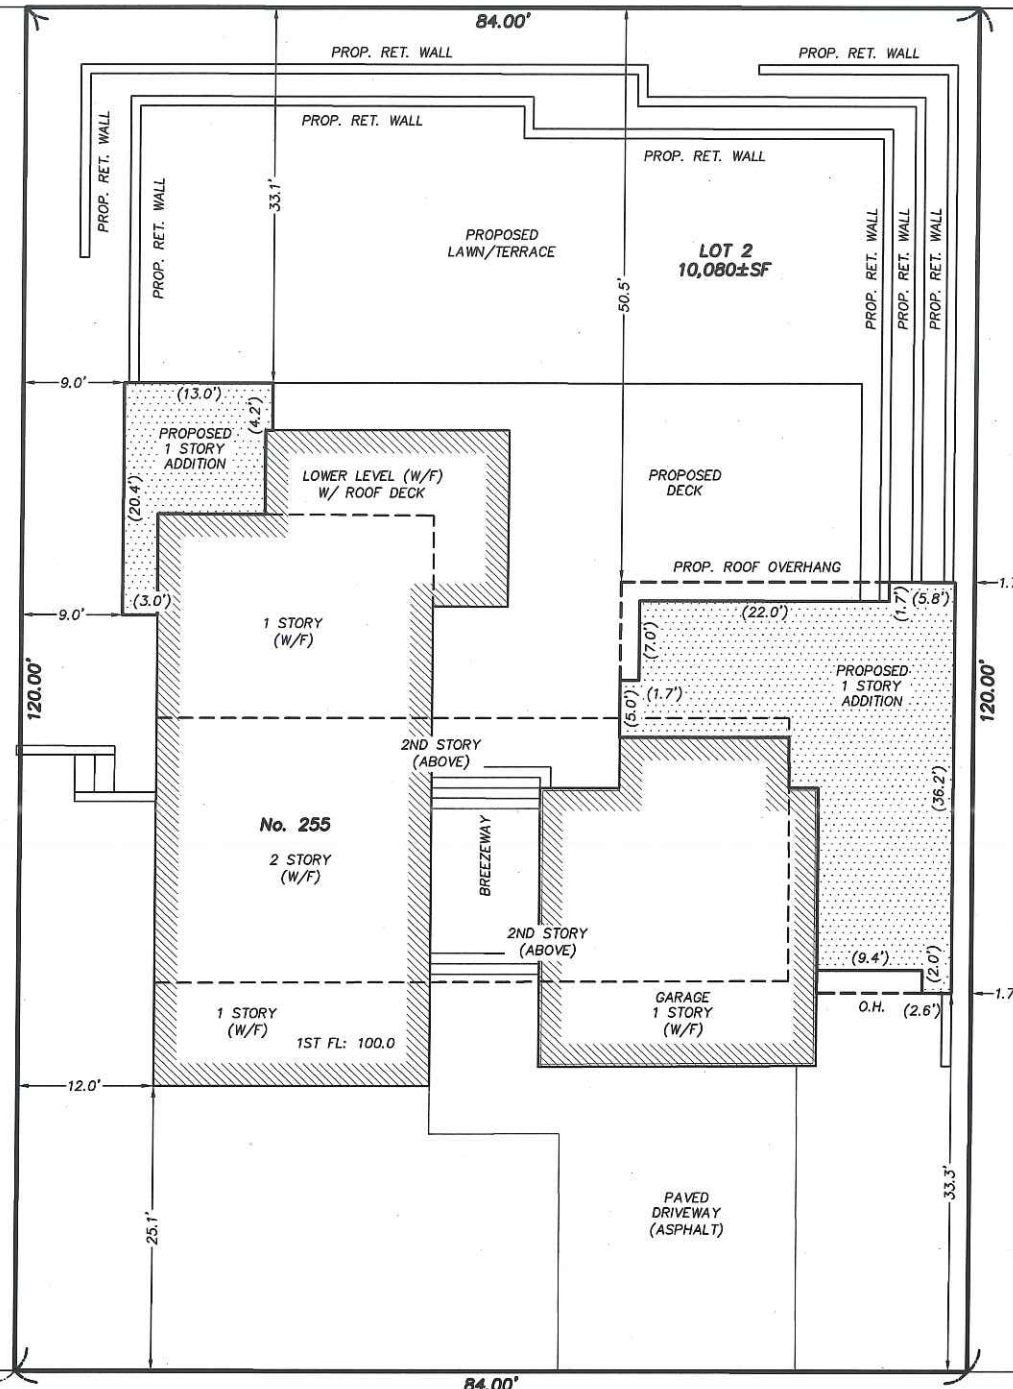 84.00'
PROP. RET. WALL
PROP. RET. WALL
PROP. RET. WALL
PROP. RET. WALL
PROP. RET. WALL
PROP. RET. WALL
33.1'
PROPOSED
LAWN/TERRACE
LOT 2
10,080±SF
50.5'
PROP. RET. WALL
PROP. RET. WALL
PROP. RET. WALL
9.0'
(13.0')
(4.2')
PROPOSED
1 STORY
ADDITION
(20.4')
LOWER LEVEL (W/F)
W/ ROOF DECK
PROPOSED
DECK
PROP. ROOF OVERHANG
(3.0')
9.0'
1 STORY
(W/F)
(22.0')
(1.7')
(5.8')
1.7
(7.0')
120.00'
PROPOSED
1 STORY
ADDITION
120.00'
(5.0')
(1.7')
2ND STORY
(ABOVE)
(36.2')
No. 255
2 STORY
(W/F)
BREEZEWAY
2ND STORY
(ABOVE)
(9.4')
(2.0')
1 STORY
(W/F)
1ST FL: 100.0
GARAGE
1 STORY
(W/F)
O.H.
(2.6')
1.7
12.0'
25.1'
PAVED
DRIVEWAY
(ASPHALT)
33.3'
84.00'